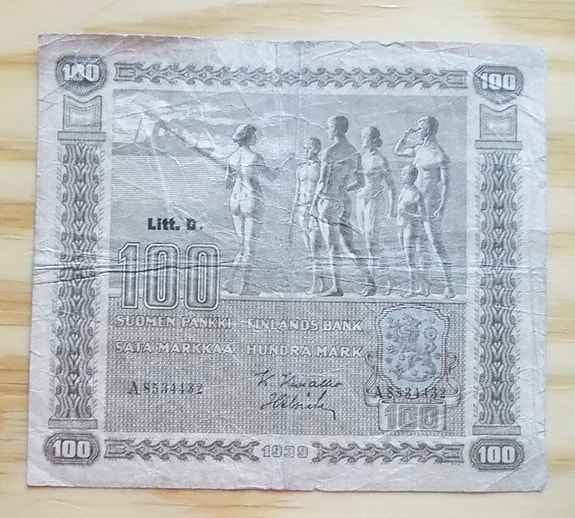 100 100
Litt. D.
100
SUOMEN PANKKI - FINLANDS BANK
SATA MARKKAA HUNDRA MARK
A8534432 A8534432
100
100 1939 100